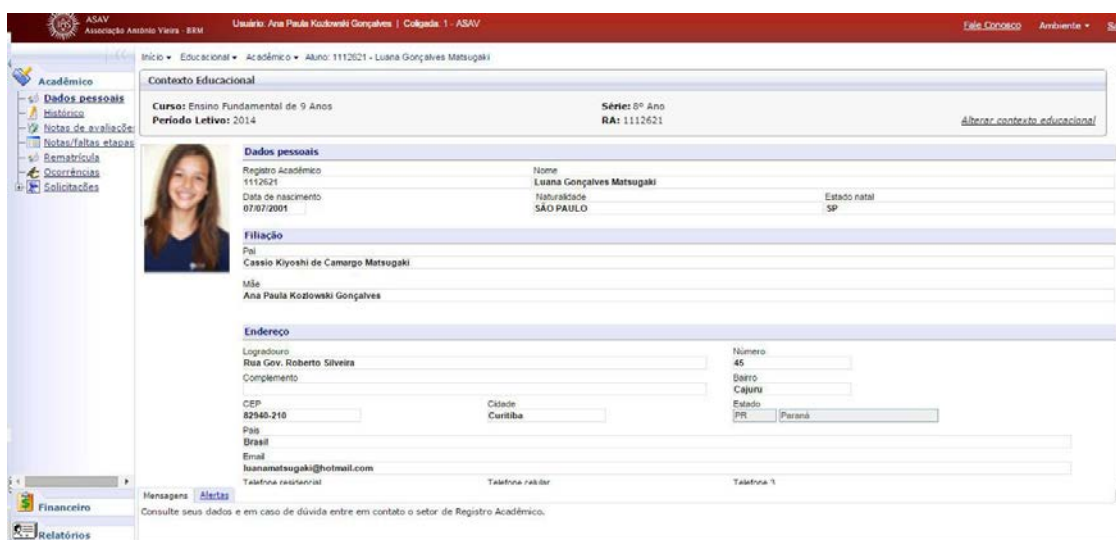 ASAV
Associação Antônio Vieira - BRM
Usuário: Ana Paula Kozlowski Gonçalves | Coligada: 1 - ASAV
Fale Conosco Ambiente
Início Educacional Acadêmico Aluno: 1112621 - Luana Gonçalves Matsugaki
Acadêmico
Dados pessoais
Histórico
Notas de avaliaçõe
Notas/faltas etapas
Rematrícula
Ocorrências
Solicitações
Financeiro
Relatórios
Contexto Educacional
Curso: Ensino Fundamental de 9 Anos Série: 8º Ano
Período Letivo: 2014 RA: 1112621 Alterar contexto educacional
Dados pessoais
Registro Acadêmico Nome
1112621 Luana Gonçalves Matsugaki
Data de nascimento Naturalidade Estado natal
07/07/2001 SÃO PAULO SP
Filiação
Pai
Cassio Kiyoshi de Camargo Matsugaki
Mãe
Ana Paula Kozlowski Gonçalves
Endereço
Logradouro Número
Rua Gov. Roberto Silveira 45
Complemento Bairro
Cajuru
CEP Cidade Estado
82940-210 Curitiba PR Paraná
País
Brasil
Email
luanamatsugaki@hotmail.com
Telefone residencial Telefone celular Telefone 3
Mensagens Alertas
Consulte seus dados e em caso de dúvida entre em contato o setor de Registro Acadêmico.